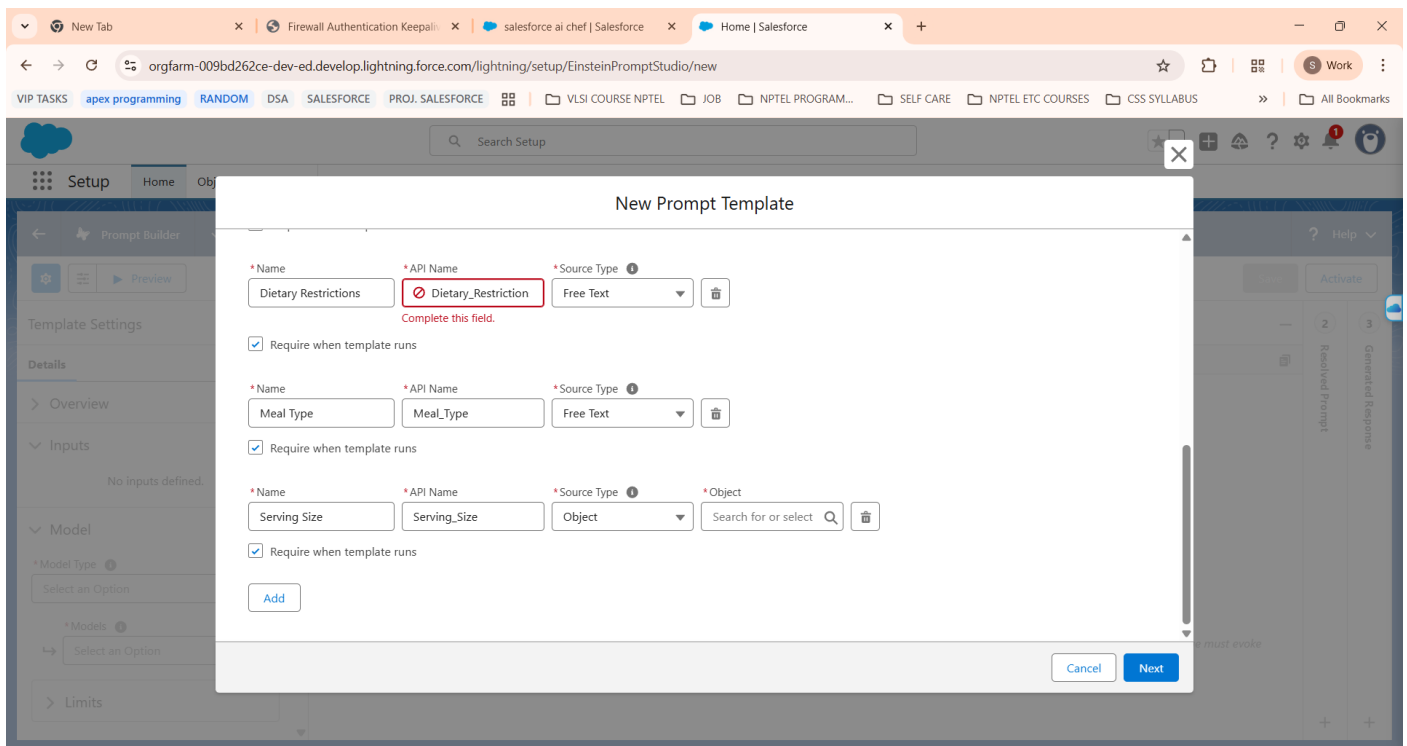 New Tab
Firewall Authentication Keepali
salesforce ai chef | Salesforce
Home | Salesforce
orgfarm-009bd262ce-dev-ed.develop.lightning.force.com/lightning/setup/EinsteinPromptStudio/new
S Work
VIP TASKS apex programming RANDOM DSA SALESFORCE PROJ. SALESFORCE VLSI COURSE NPTEL JOB NPTEL PROGRAM... SELF CARE NPTEL ETC COURSES CSS SYLLABUS » All Bookmarks
Search Setup
1
Setup Home Obj
New Prompt Template
Prompt Builder
? Help
Preview
Activate
*Name *API Name *Source Type
Dietary Restrictions Dietary_Restriction Free Text
Complete this field.
Require when template runs
*Name *API Name *Source Type
Meal Type Meal_Type Free Text
Require when template runs
*Name *API Name *Source Type *Object
Serving Size Serving_Size Object Search for or select
Require when template runs
Add
Cancel Next
Template Settings
Details
Overview
Inputs
No inputs defined.
Model
*Model Type
Select an Option
*Models
Select an Option
Limits
2
Resolved Prompt
3
Generated Response
must evoke